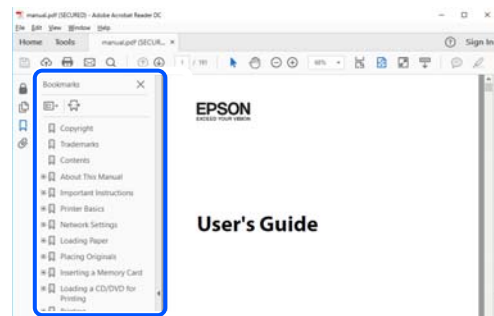 manual.pdf (SECURED) - Adobe Acrobat Reader DC
File Edit View Window Help
Home Tools manual.pdf (SECUR... ×
Sign In
1 / 191
Bookmarks
EPSON
EXCEED YOUR VISION
Copyright
Trademarks
Contents
About This Manual
Important Instructions
Printer Basics
Network Settings
User's Guide
Loading Paper
Placing Originals
Inserting a Memory Card
Loading a CD/DVD for
Printing